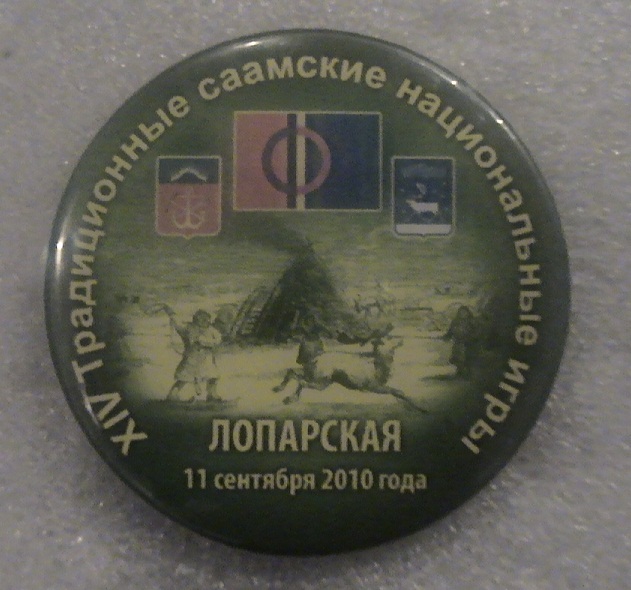 XIV Традиционные саамские национальные игры
ЛОПАРСКАЯ
11 сентября 2010 года